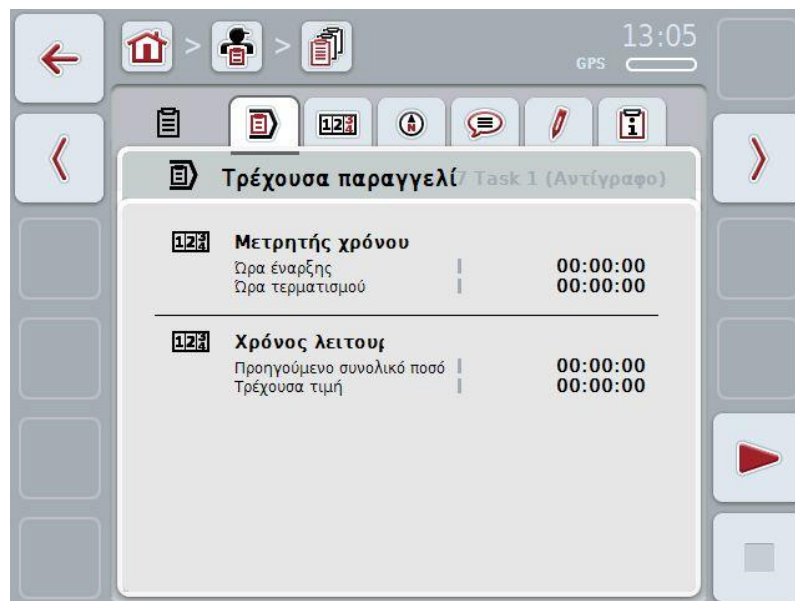 13:05
GPS
Τρέχουσα παραγγελί 7 Task 1 (Αντίγραφο)
Μετρητής χρόνου
Ώρα έναρξης 00:00:00
Ώρα τερματισμού 00:00:00
Χρόνος λειτουρ
Προηγούμενο συνολικό ποσό 00:00:00
Τρέχουσα τιμή 00:00:00